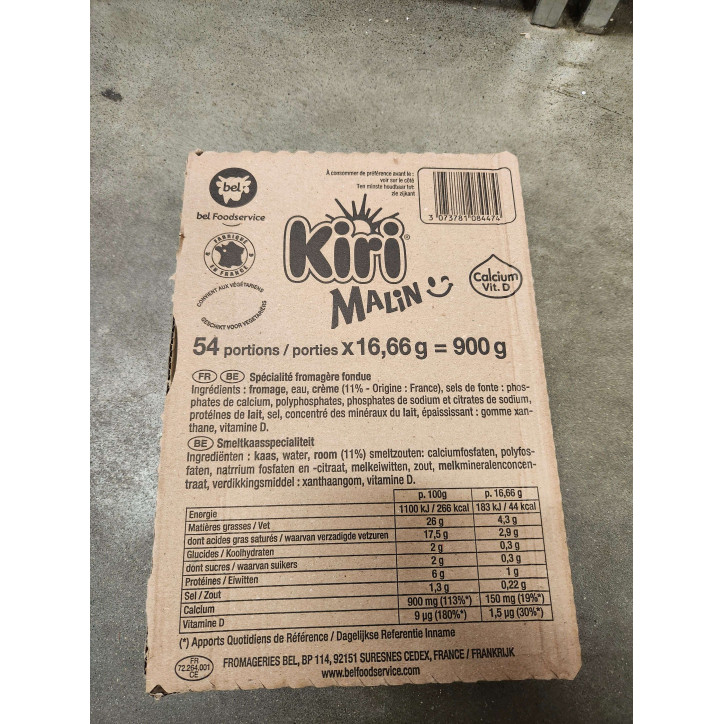 bel
bel Foodservice
À consommer de préférence avant le :
voir sur le côté
Ten minste houdbaar tot:
zie zijkant
3 073781 084474
FABRIQUÉ
EN FRANCE
Kiri®
MALIN
Calcium
Vit. D
CONVIENT AUX VÉGÉTARIENS
GESCHIKT VOOR VEGETARIËRS
54 portions / porties x 16,66 g = 900 g
FR BE Spécialité fromagère fondue
Ingrédients : fromage, eau, crème (11% - Origine : France), sels de fonte : phos-
phates de calcium, polyphosphates, phosphates de sodium et citrates de sodium,
protéines de lait, sel, concentré des minéraux du lait, épaississant : gomme xan-
thane, vitamine D.
BE Smeltkaasspecialiteit
Ingrediënten : kaas, water, room (11%) smeltzouten: calciumfosfaten, polyfos-
faten, natrrium fosfaten en -citraat, melkeiwitten, zout, melkmineralenconcen-
traat, verdikkingsmiddel : xanthaangom, vitamine D.
p. 100g p. 16,66 g
Energie 1100 kJ / 266 kcal 183 kJ / 44 kcal
Matières grasses / Vet 26 g 4,3 g
dont acides gras saturés / waarvan verzadigde vetzuren 17,5 g 2,9 g
Glucides / Koolhydraten 2 g 0,3 g
dont sucres / waarvan suikers 2 g 0,3 g
Protéines / Eiwitten 6 g 1 g
Sel / Zout 1,3 g 0,22 g
Calcium 900 mg (113%*) 150 mg (19%*)
Vitamine D 9 µg (180%*) 1,5 µg (30%*)
(*) Apports Quotidiens de Référence / Dagelijkse Referentie Inname
FR
72.264.001
CE
FROMAGERIES BEL, BP 114, 92151 SURESNES CEDEX, FRANCE / FRANKRIJK
www.belfoodservice.com